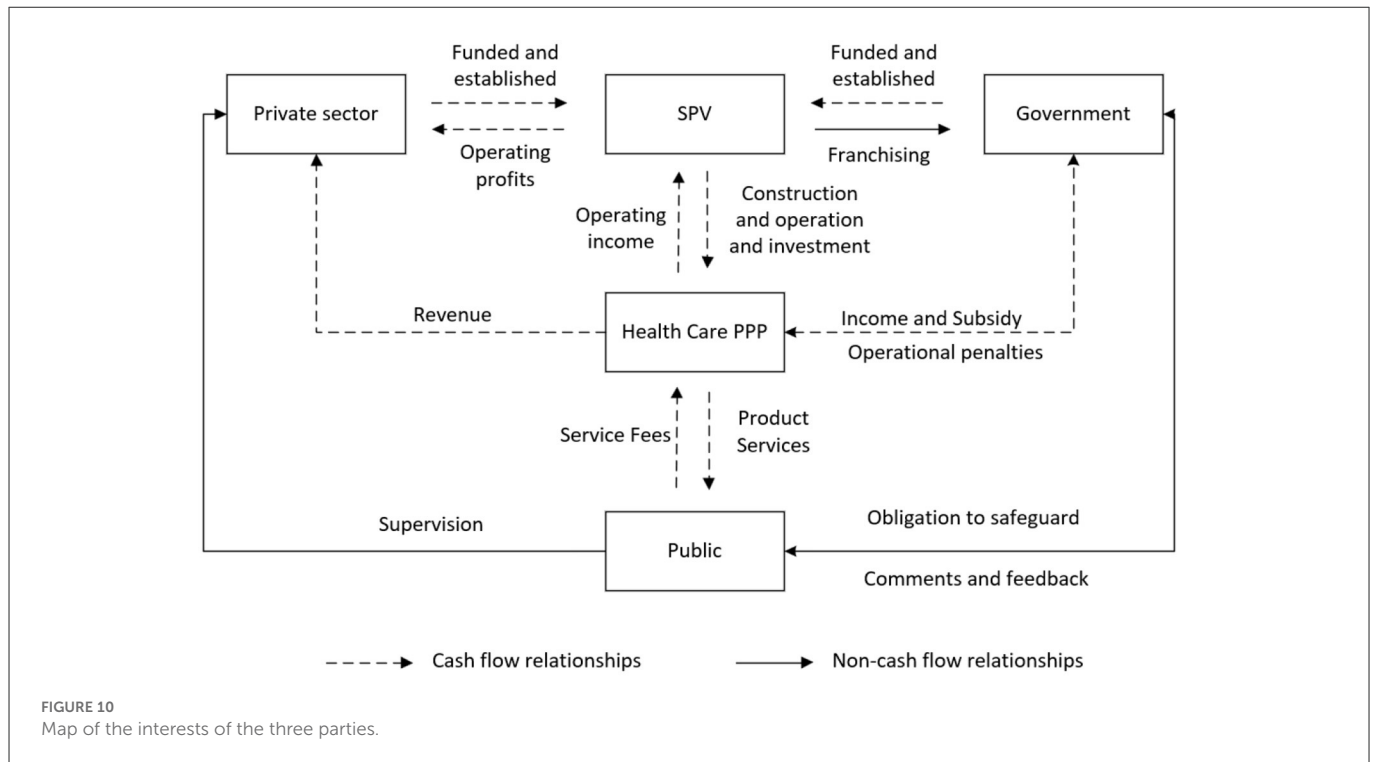 Funded and
established
Funded and
established
Private sector
SPV
Government
Operating
profits
Franchising
Operating
income
Construction
and operation
and investment
Revenue
Health Care PPP
Income and Subsidy
Operational penalties
Service Fees
Product
Services
Supervision
Public
Obligation to safeguard
Comments and feedback
Cash flow relationships
Non-cash flow relationships
FIGURE 10
Map of the interests of the three parties.